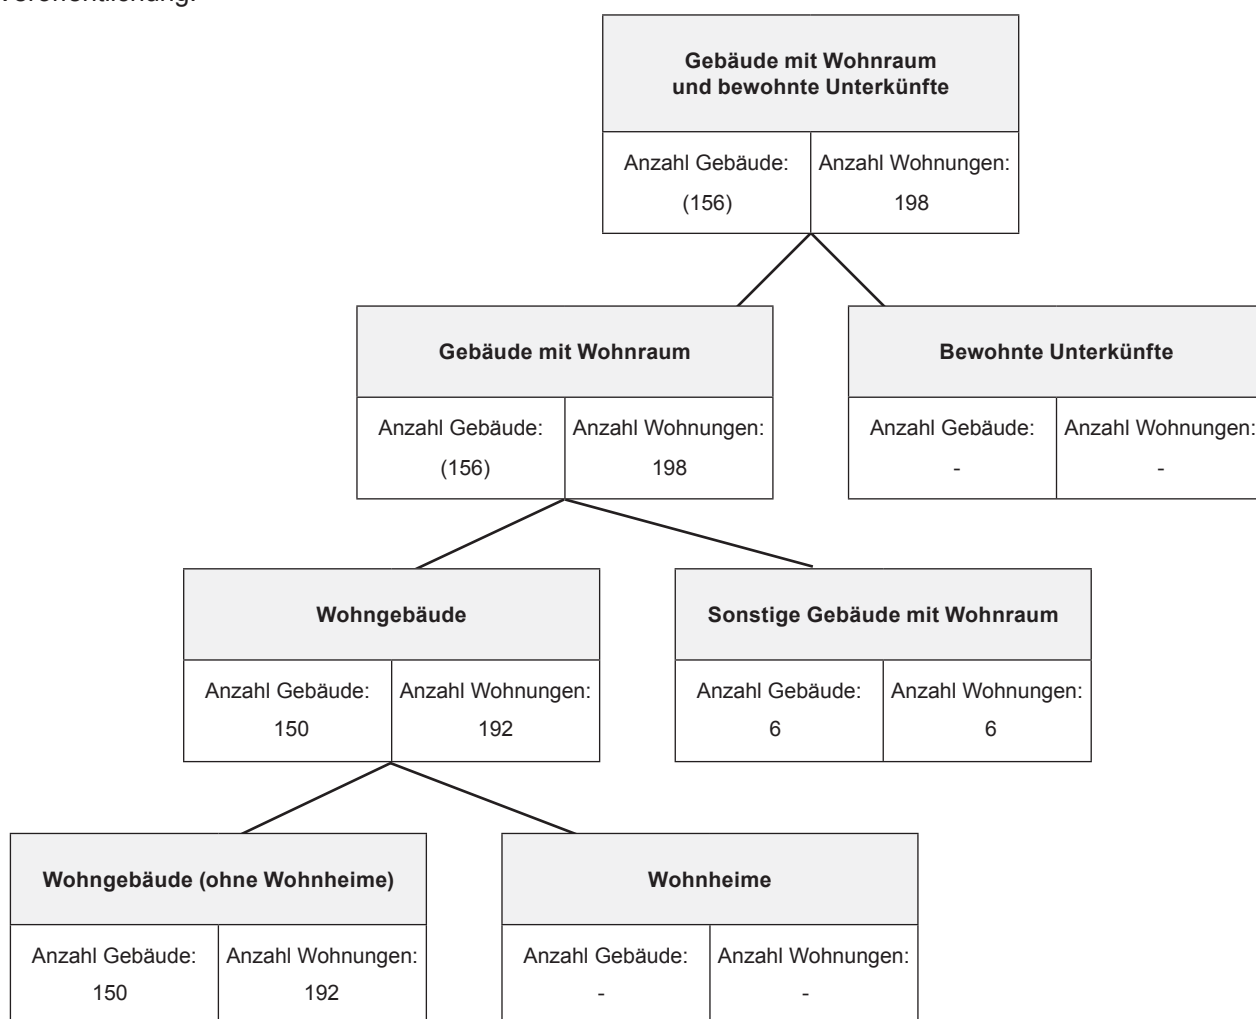 Veröffentlichung.
Gebäude mit Wohnraum
und bewohnte Unterkünfte
Anzahl Gebäude: Anzahl Wohnungen:
(156) 198
Gebäude mit Wohnraum
Bewohnte Unterkünfte
Anzahl Gebäude: Anzahl Wohnungen:
(156) 198
Anzahl Gebäude: Anzahl Wohnungen:
- -
Wohngebäude
Sonstige Gebäude mit Wohnraum
Anzahl Gebäude: Anzahl Wohnungen:
150 192
Anzahl Gebäude: Anzahl Wohnungen:
6 6
Wohngebäude (ohne Wohnheime)
Wohnheime
Anzahl Gebäude: Anzahl Wohnungen:
150 192
Anzahl Gebäude: Anzahl Wohnungen:
- -